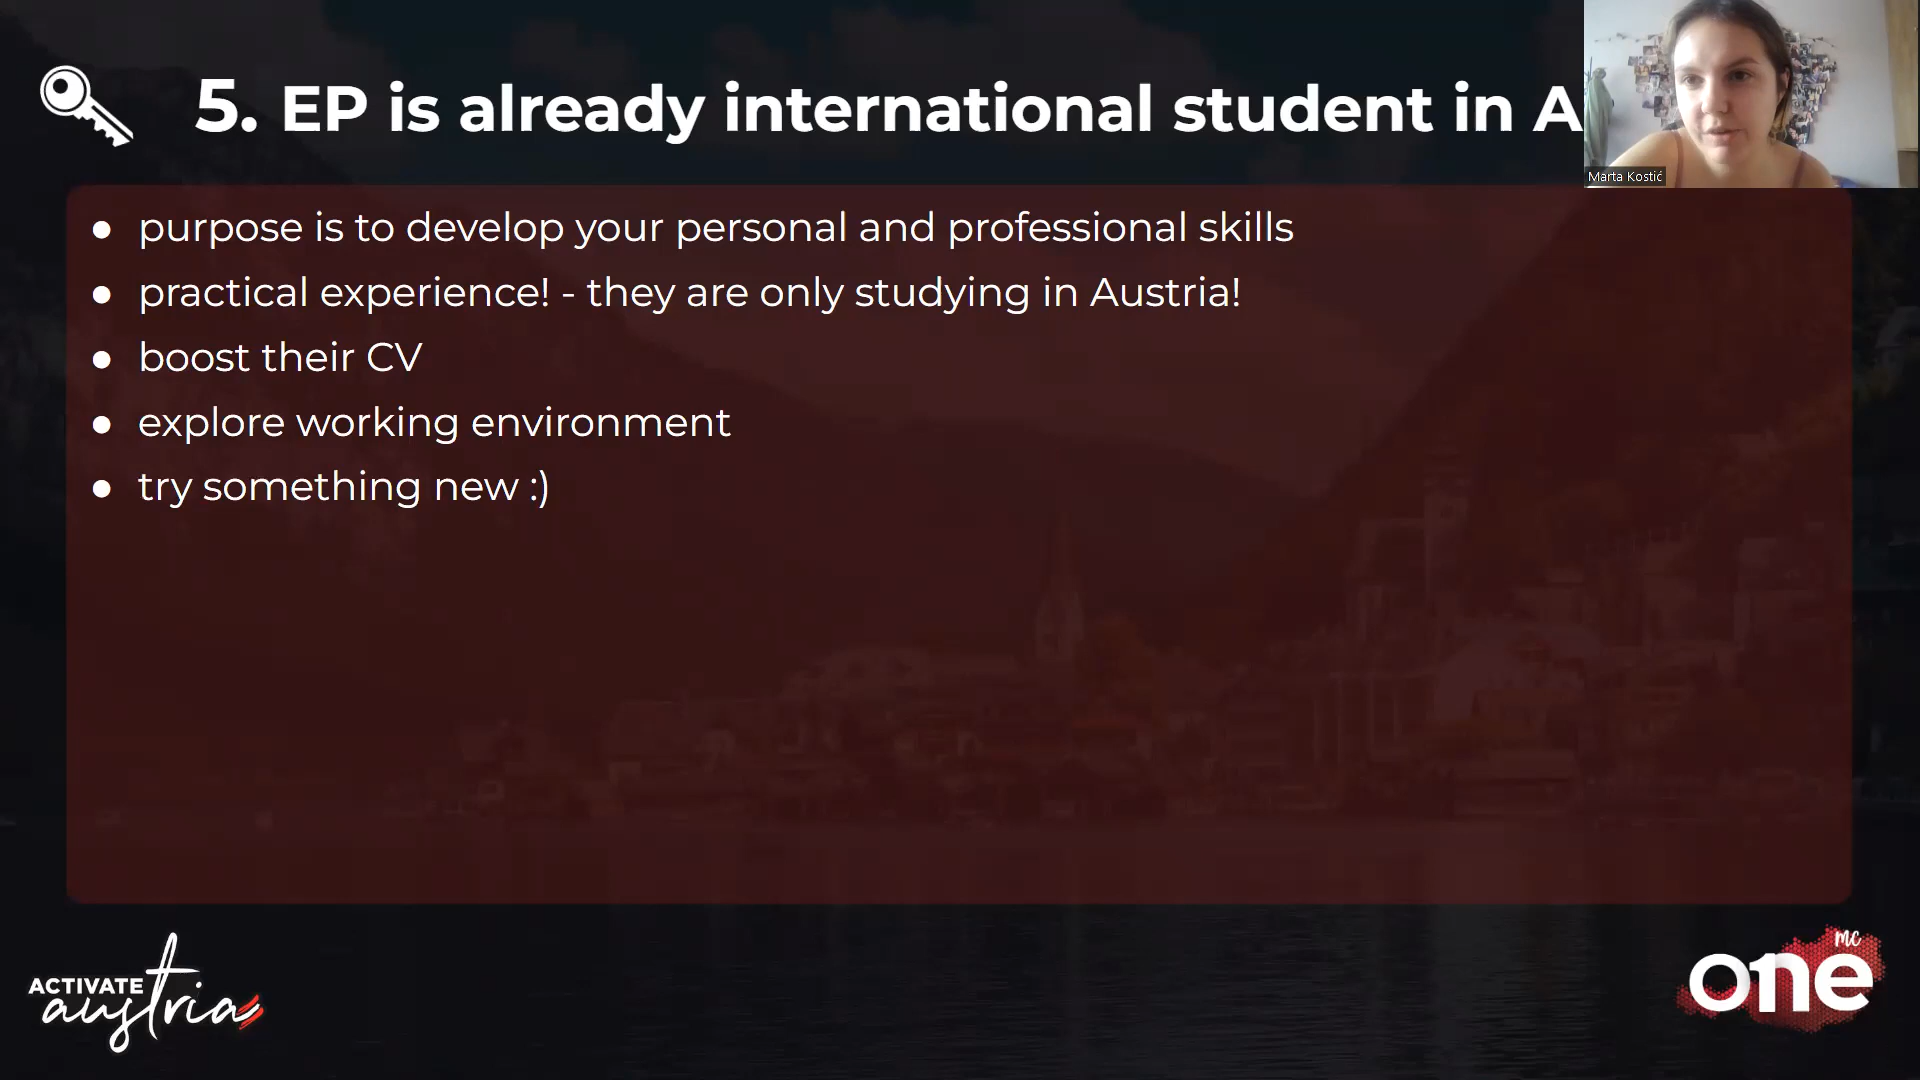 5. EP is already international student in A
Marta Kostić
● purpose is to develop your personal and professional skills
● practical experience! - they are only studying in Austria!
● boost their CV
● explore working environment
● try something new :)
ACTIVATE
austria
mc
one